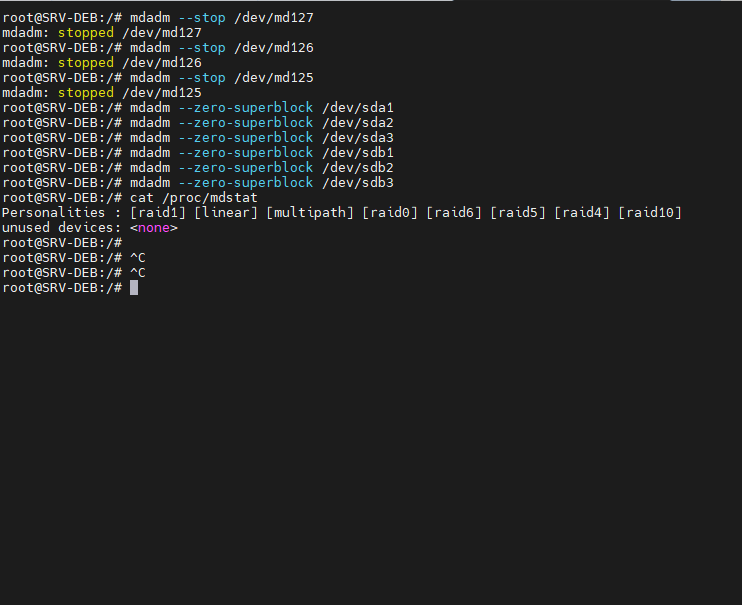 root@SRV-DEB:/# mdadm --stop /dev/md127
mdadm: stopped /dev/md127
root@SRV-DEB:/# mdadm --stop /dev/md126
mdadm: stopped /dev/md126
root@SRV-DEB:/# mdadm --stop /dev/md125
mdadm: stopped /dev/md125
root@SRV-DEB:/# mdadm --zero-superblock /dev/sda1
root@SRV-DEB:/# mdadm --zero-superblock /dev/sda2
root@SRV-DEB:/# mdadm --zero-superblock /dev/sda3
root@SRV-DEB:/# mdadm --zero-superblock /dev/sdb1
root@SRV-DEB:/# mdadm --zero-superblock /dev/sdb2
root@SRV-DEB:/# mdadm --zero-superblock /dev/sdb3
root@SRV-DEB:/# cat /proc/mdstat
Personalities : [raid1] [linear] [multipath] [raid0] [raid6] [raid5] [raid4] [raid10]
unused devices: <none>
root@SRV-DEB:/#
root@SRV-DEB:/# ^C
root@SRV-DEB:/# ^C
root@SRV-DEB:/#